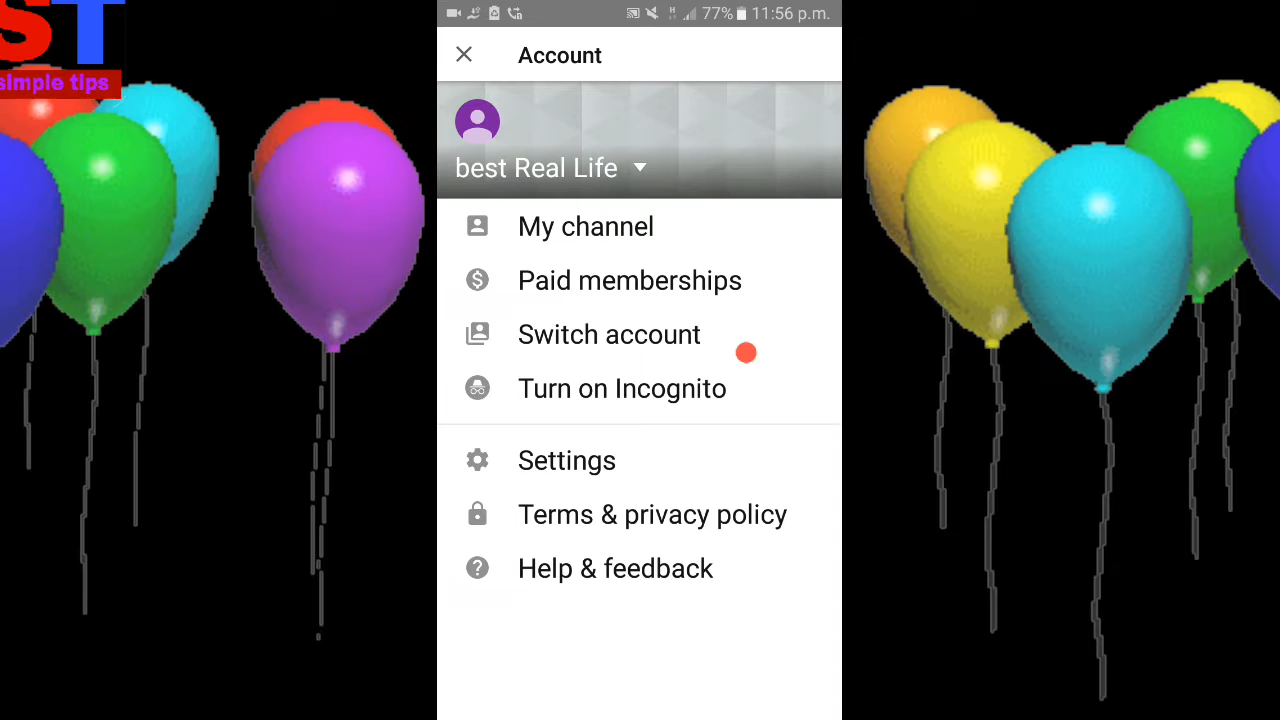 ST
simple tips
H 77% 11:56 p.m.
Account
best Real Life
My channel
Paid memberships
Switch account
Turn on Incognito
Settings
Terms & privacy policy
Help & feedback